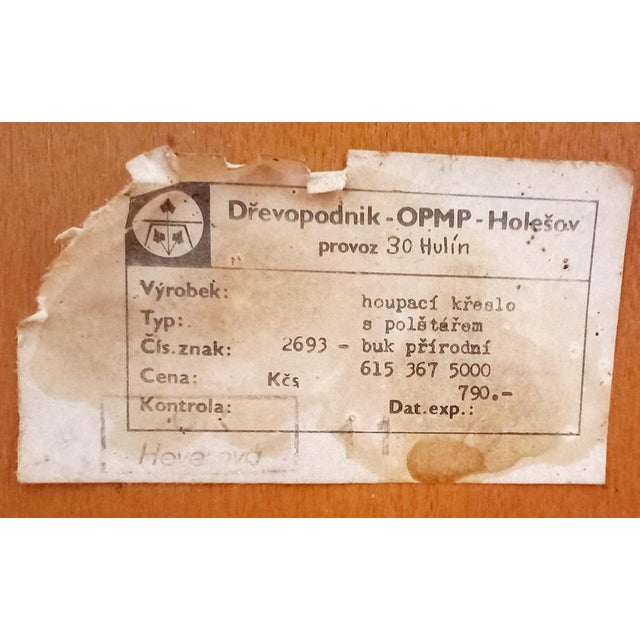 Dřevopodnik - OPMP - Holešov
provoz 30 Hulín
Výrobek: houpací křeslo
Typ: s polštářem
Čís. znak: 2693 - buk přírodní
Cena: Kčs 615 367 5000
790.-
Kontrola: Dat. exp.:
11